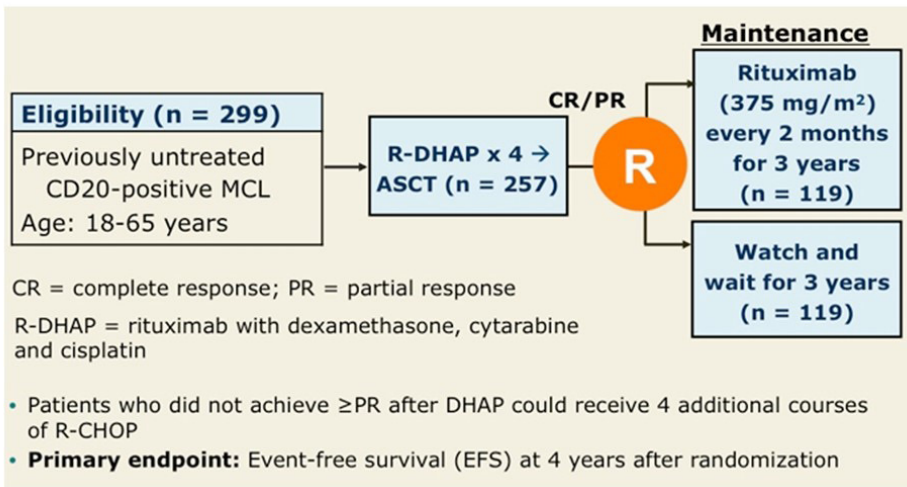 Maintenance
Eligibility (n = 299)
Previously untreated
CD20-positive MCL
Age: 18-65 years
R-DHAP x 4 →
ASCT (n = 257)
CR/PR
R
Rituximab
(375 mg/m²)
every 2 months
for 3 years
(n = 119)
Watch and
wait for 3 years
(n = 119)
CR = complete response; PR = partial response
R-DHAP = rituximab with dexamethasone, cytarabine
and cisplatin
• Patients who did not achieve ≥PR after DHAP could receive 4 additional courses
of R-CHOP
• Primary endpoint: Event-free survival (EFS) at 4 years after randomization